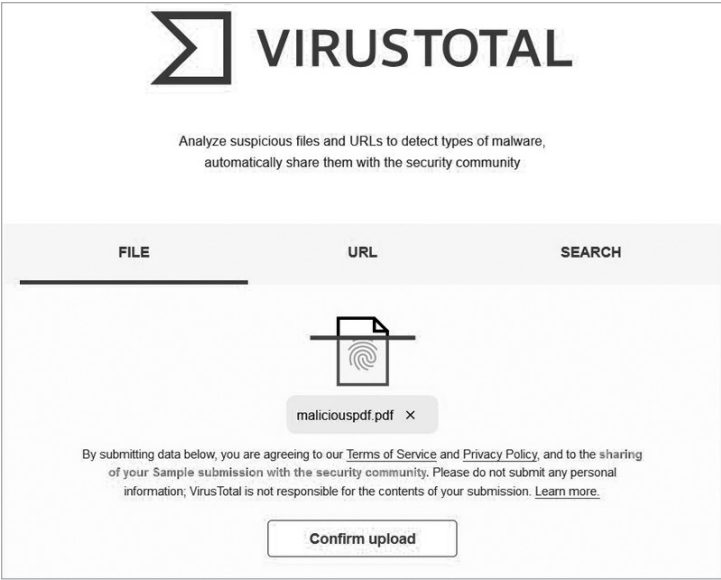 VIRUSTOTAL
Analyze suspicious files and URLs to detect types of malware,
automatically share them with the security community
FILE URL SEARCH
maliciouspdf.pdf ×
By submitting data below, you are agreeing to our Terms of Service and Privacy Policy, and to the sharing
of your Sample submission with the security community. Please do not submit any personal
information; VirusTotal is not responsible for the contents of your submission. Learn more.
Confirm upload